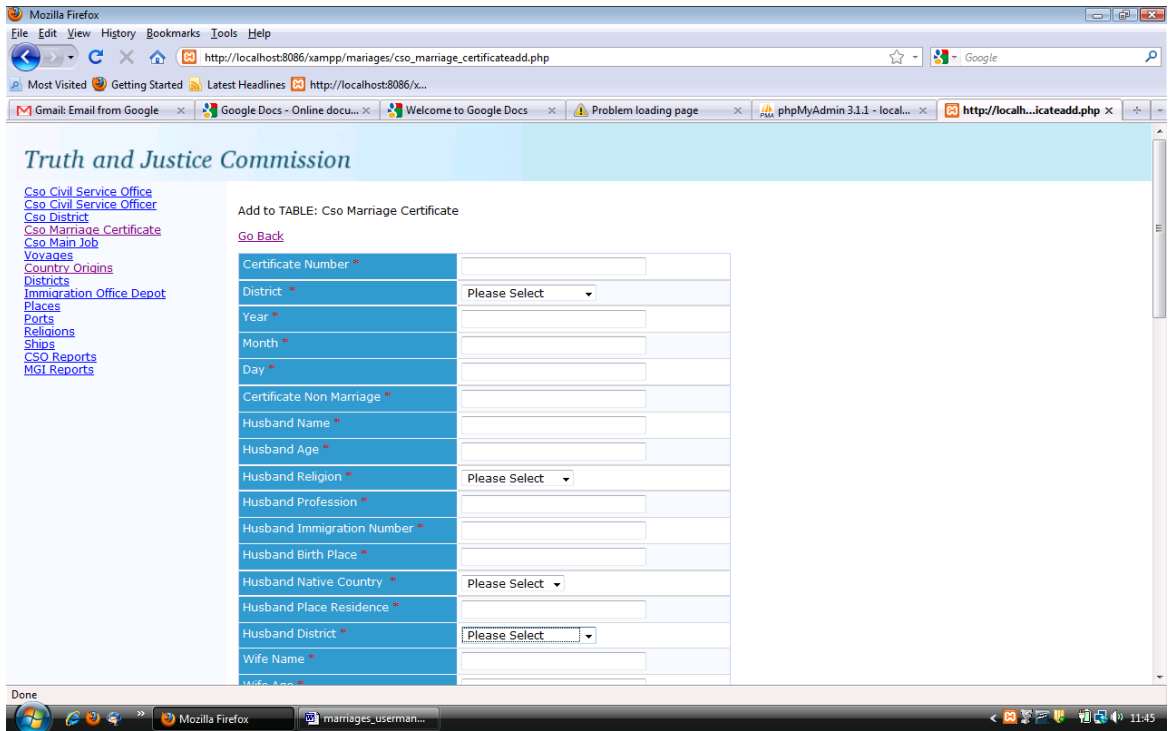 Mozilla Firefox
File Edit View History Bookmarks Tools Help
http://localhost:8086/xampp/mariages/cso_marriage_certificateadd.php
Google
Most Visited Getting Started Latest Headlines http://localhost:8086/x...
Gmail: Email from Google
Google Docs - Online docu...
Welcome to Google Docs
Problem loading page
phpMyAdmin 3.1.1 - local...
http://localh...icateadd.php
Truth and Justice Commission
Cso Civil Service Office
Cso Civil Service Officer
Cso District
Cso Marriage Certificate
Cso Main Job
Voyages
Country Origins
Districts
Immigration Office Depot
Places
Ports
Religions
Ships
CSO Reports
MGI Reports
Add to TABLE: Cso Marriage Certificate
Go Back
Certificate Number *
District * Please Select
Year *
Month *
Day *
Certificate Non Marriage *
Husband Name *
Husband Age *
Husband Religion * Please Select
Husband Profession *
Husband Immigration Number *
Husband Birth Place *
Husband Native Country * Please Select
Husband Place Residence *
Husband District * Please Select
Wife Name *
Wife Age *
Done
Mozilla Firefox
marriages_userman...
11:45